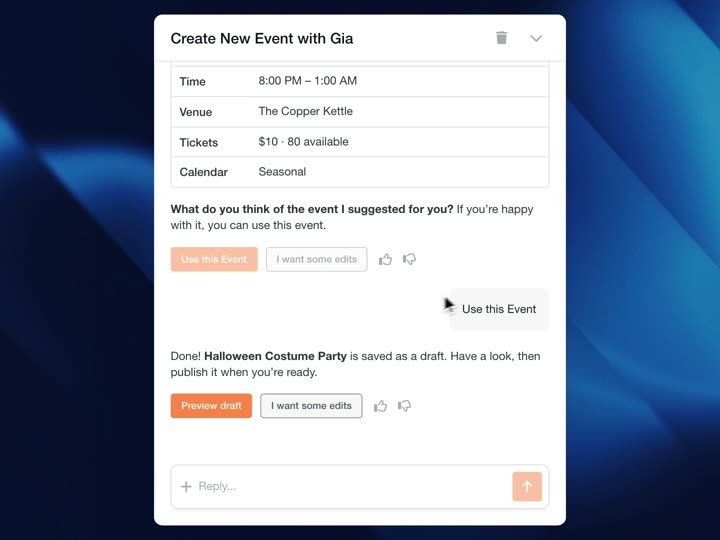 Create New Event with Gia
Time 8:00 PM – 1:00 AM
Venue The Copper Kettle
Tickets $10 · 80 available
Calendar Seasonal
What do you think of the event I suggested for you? If you’re happy
with it, you can use this event.
Use this Event I want some edits
Use this Event
Done! Halloween Costume Party is saved as a draft. Have a look, then
publish it when you’re ready.
Preview draft I want some edits
Reply...